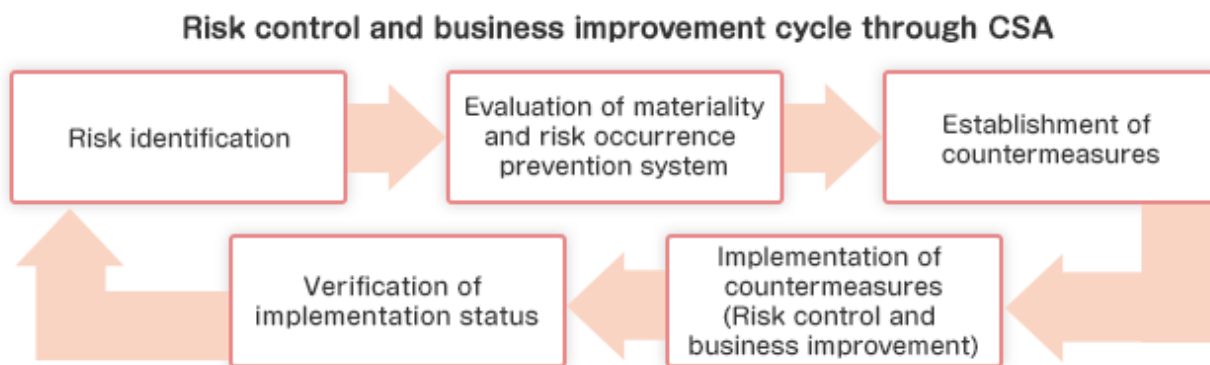 Risk control and business improvement cycle through CSA
Risk identification
Evaluation of materiality
and risk occurrence
prevention system
Establishment of
countermeasures
Implementation of
countermeasures
(Risk control and
business improvement)
Verification of
implementation status